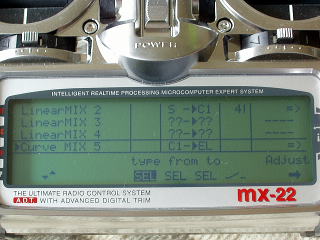 POWER
INTELLIGENT REALTIME PROCESSING MICROCOMPUTER EXPERT SYSTEM
LinearMIX 2 S→C1 4 =>
LinearMIX 3 ??→?? ----
LinearMIX 4 ??→?? ----
Curve MIX 5 C1→EL =>
type from to Adjust
SEL SEL SEL
THE ULTIMATE RADIO CONTROL SYSTEM
A.D.T. WITH ADVANCED DIGITAL TRIM
mx-22